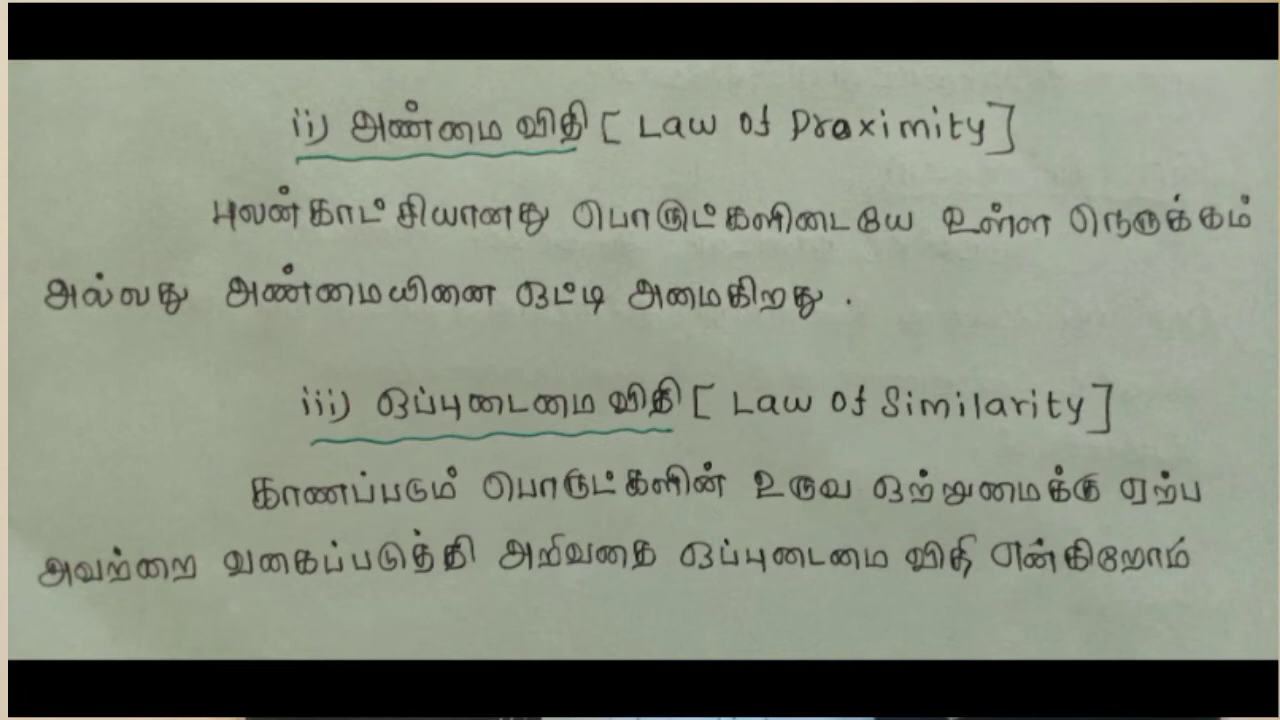 ii) அண்மை விதி [ Law of Proximity]
புலன்காட்சியானது பொருட்களிடையே உள்ள நெருக்கம்
அல்லது அண்மையினை ஒட்டி அமைகிறது .
iii) ஒப்புடைமை விதி [ Law of Similarity]
காணப்படும் பொருட்களின் உருவ ஒற்றுமைக்கு ஏற்ப
அவற்றை வகைப்படுத்தி அறிவதை ஒப்புடைமை விதி என்கிறோம்